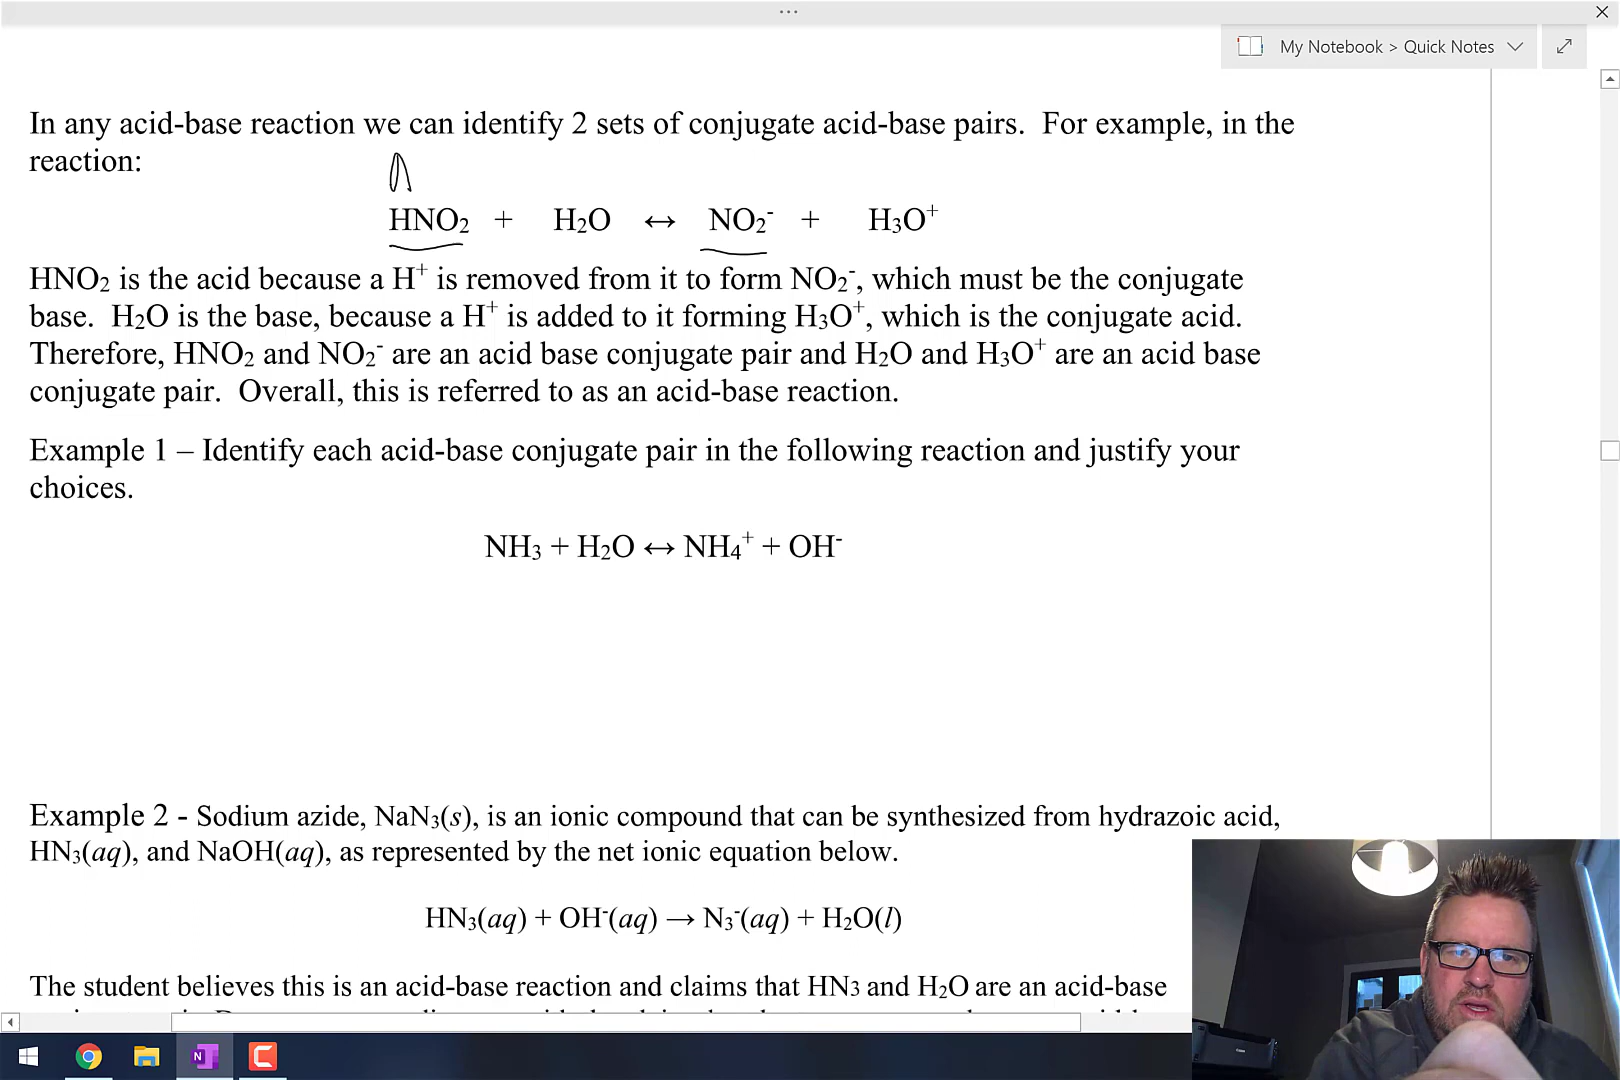 ...
My Notebook > Quick Notes
In any acid-base reaction we can identify 2 sets of conjugate acid-base pairs. For example, in the
reaction:
A
HNO₂ + H₂O ↔ NO₂⁻ + H₃O⁺
HNO₂ is the acid because a H⁺ is removed from it to form NO₂⁻, which must be the conjugate
base. H₂O is the base, because a H⁺ is added to it forming H₃O⁺, which is the conjugate acid.
Therefore, HNO₂ and NO₂⁻ are an acid base conjugate pair and H₂O and H₃O⁺ are an acid base
conjugate pair. Overall, this is referred to as an acid-base reaction.
Example 1 – Identify each acid-base conjugate pair in the following reaction and justify your
choices.
NH₃ + H₂O ↔ NH₄⁺ + OH⁻
Example 2 - Sodium azide, NaN₃(s), is an ionic compound that can be synthesized from hydrazoic acid,
HN₃(aq), and NaOH(aq), as represented by the net ionic equation below.
HN₃(aq) + OH⁻(aq) → N₃⁻(aq) + H₂O(l)
The student believes this is an acid-base reaction and claims that HN₃ and H₂O are an acid-base